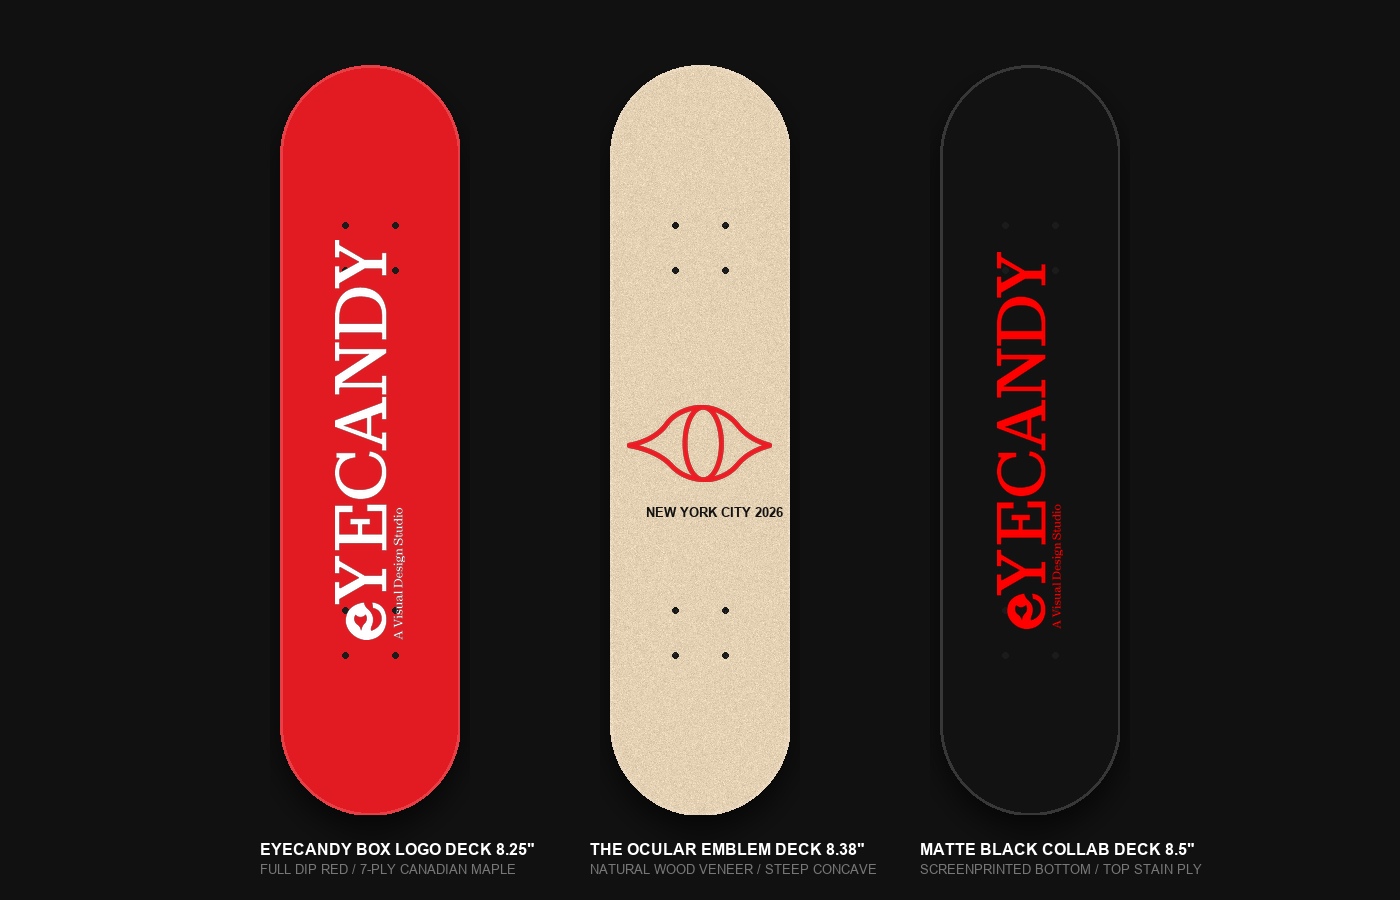 eYECANDY
A Visual Design Studio
NEW YORK CITY 2026
eYECANDY
A Visual Design Studio
EYECANDY BOX LOGO DECK 8.25"
FULL DIP RED / 7-PLY CANADIAN MAPLE
THE OCULAR EMBLEM DECK 8.38"
NATURAL WOOD VENEER / STEEP CONCAVE
MATTE BLACK COLLAB DECK 8.5"
SCREENPRINTED BOTTOM / TOP STAIN PLY